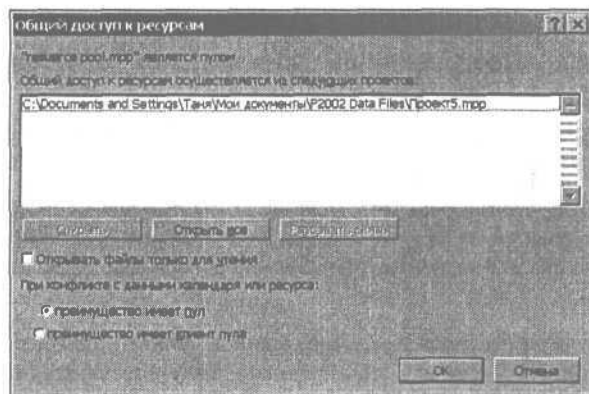 Общий доступ к ресурсам
"resource pool.mpp" является пулом
Общий доступ к ресурсам осуществляется из следующих проектов:
C:\Documents and Settings\Таня\Мои документы\P2002 Data Files\Проект5.mpp
Открыть Открыть все Разорвать связь
Открывать файлы только для чтения
При конфликте с данными календаря или ресурса:
преимущество имеет пул
преимущество имеет клиент пула
OK Отмена